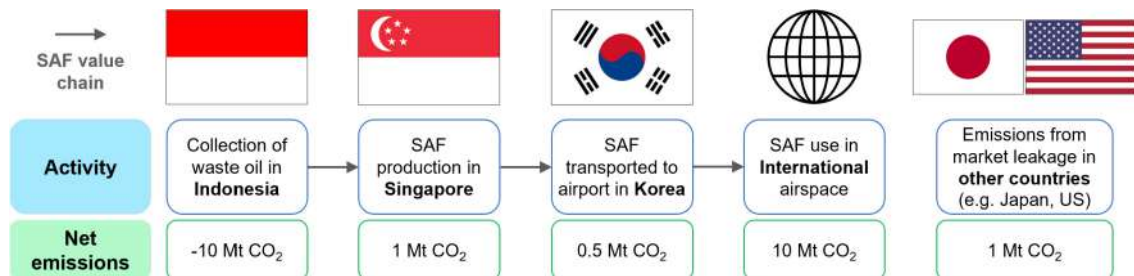 SAF value
chain
Activity
Collection of
waste oil in
Indonesia
SAF
production in
Singapore
SAF
transported to
airport in Korea
SAF use in
International
airspace
Emissions from
market leakage in
other countries
(e.g. Japan, US)
Net
emissions
-10 Mt CO₂
1 Mt CO₂
0.5 Mt CO₂
10 Mt CO₂
1 Mt CO₂